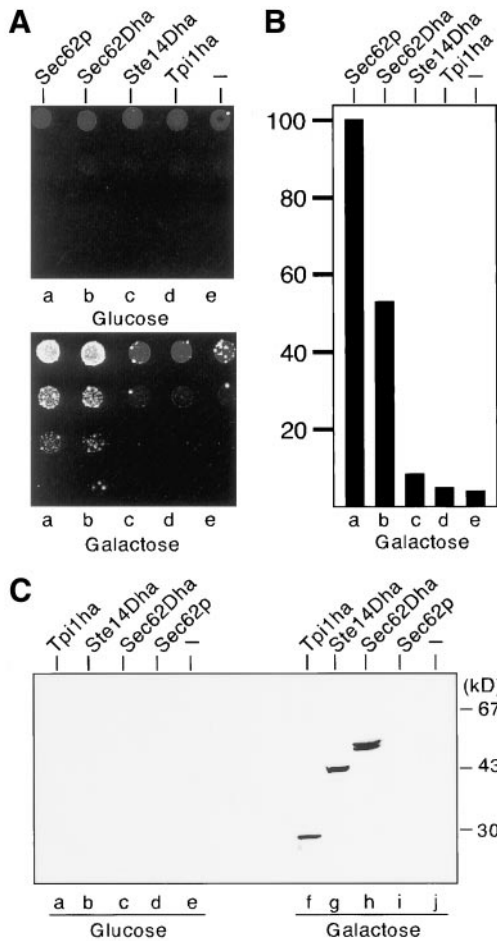 A
Sec62p
Sec62Dha
Ste14Dha
Tpi1ha
–
a b c d e
Glucose
a b c d e
Galactose
B
Sec62p
Sec62Dha
Ste14Dha
Tpi1ha
–
100
80
60
40
20
a b c d e
Galactose
C
Tpi1ha
Ste14Dha
Sec62Dha
Sec62p
–
Tpi1ha
Ste14Dha
Sec62Dha
Sec62p
–
(kD)
67
43
30
a b c d e
Glucose
f g h i j
Galactose